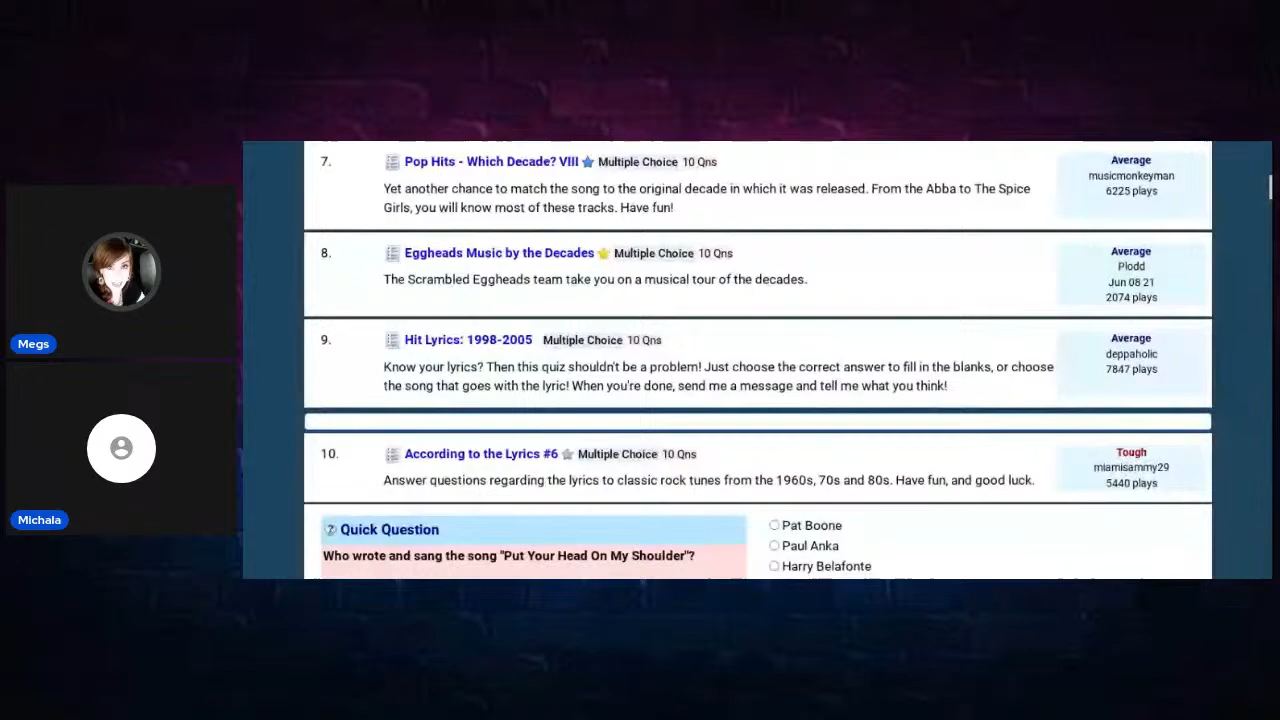 7. Pop Hits - Which Decade? VIII Multiple Choice 10 Qns
Average
musicmonkeyman
6225 plays
Yet another chance to match the song to the original decade in which it was released. From the Abba to The Spice
Girls, you will know most of these tracks. Have fun!
8. Eggheads Music by the Decades Multiple Choice 10 Qns
Average
Plodd
Jun 08 21
2074 plays
The Scrambled Eggheads team take you on a musical tour of the decades.
9. Hit Lyrics: 1998-2005 Multiple Choice 10 Qns
Average
deppaholic
7847 plays
Know your lyrics? Then this quiz shouldn't be a problem! Just choose the correct answer to fill in the blanks, or choose
the song that goes with the lyric! When you're done, send me a message and tell me what you think!
Megs
10. According to the Lyrics #6 Multiple Choice 10 Qns
Tough
miamisammy29
5440 plays
Answer questions regarding the lyrics to classic rock tunes from the 1960s, 70s and 80s. Have fun, and good luck.
Michala
? Quick Question
Who wrote and sang the song "Put Your Head On My Shoulder"?
Pat Boone
Paul Anka
Harry Belafonte